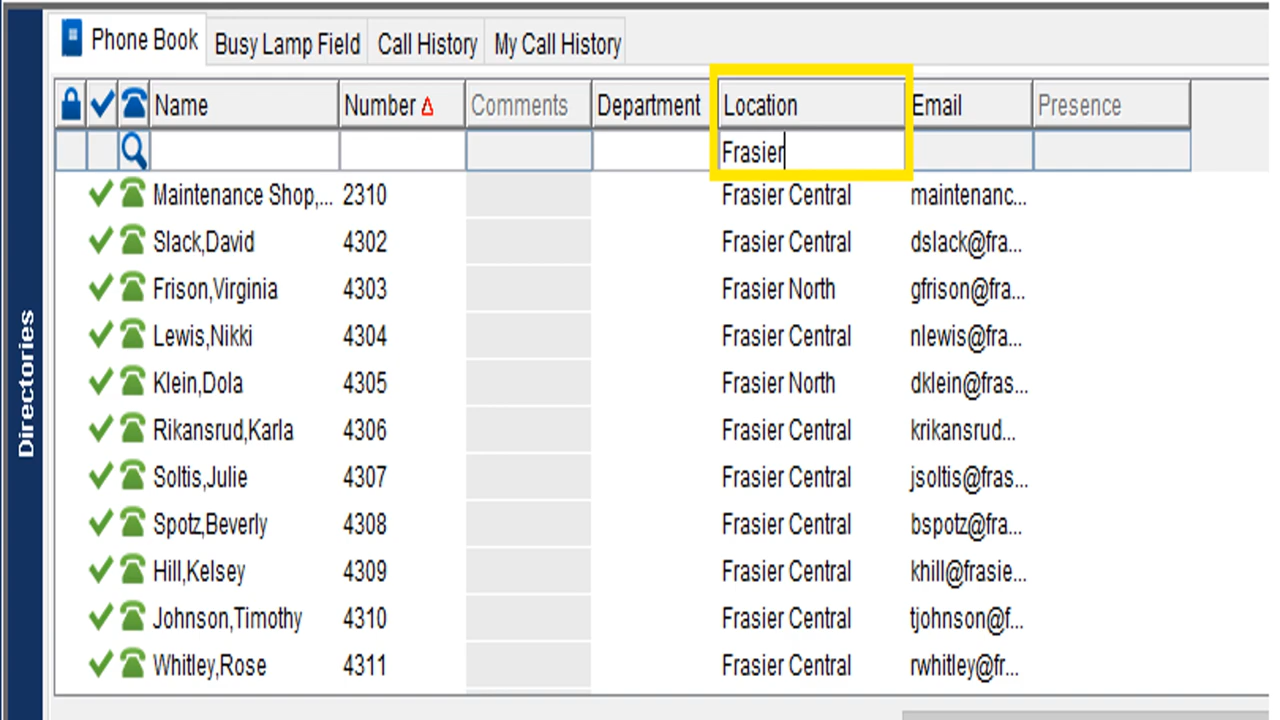 Phone Book Busy Lamp Field Call History My Call History
Name Number Comments Department Location Email Presence
Frasier
Maintenance Shop,... 2310 Frasier Central maintenanc...
Slack,David 4302 Frasier Central dslack@fra...
Frison,Virginia 4303 Frasier North gfrison@fra...
Lewis,Nikki 4304 Frasier Central nlewis@fra...
Klein,Dola 4305 Frasier North dklein@fras...
Rikansrud,Karla 4306 Frasier Central krikansrud...
Soltis,Julie 4307 Frasier Central jsoltis@fras...
Spotz,Beverly 4308 Frasier Central bspotz@fra...
Hill,Kelsey 4309 Frasier Central khill@frasie...
Johnson,Timothy 4310 Frasier Central tjohnson@f...
Whitley,Rose 4311 Frasier Central rwhitley@fr...
Directories